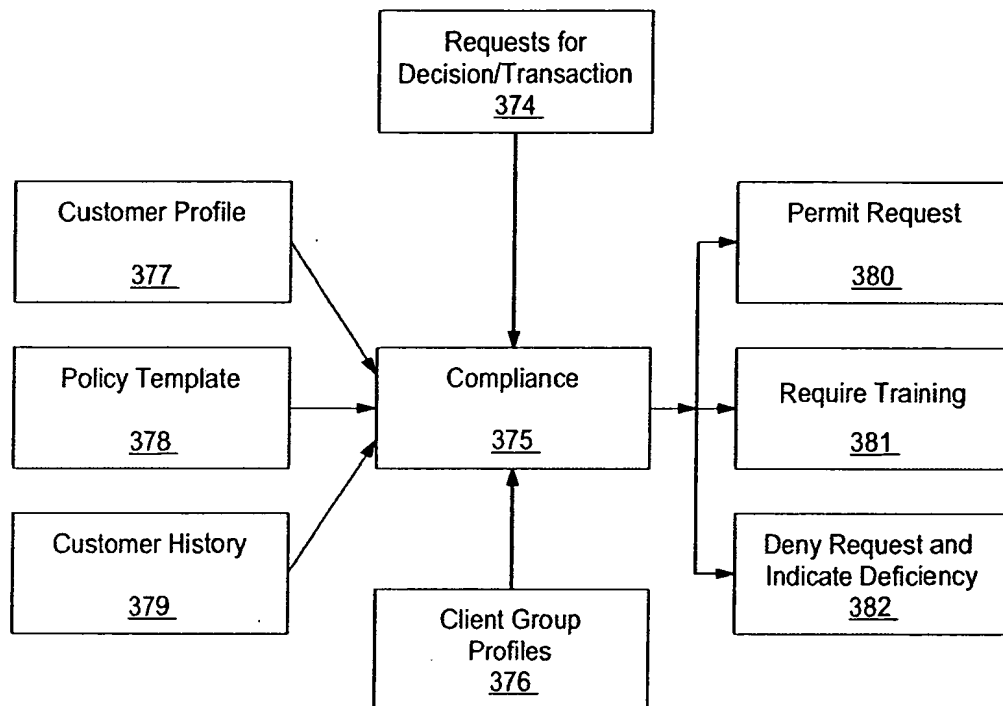 Requests for
Decision/Transaction
374
Customer Profile
377
Policy Template
378
Customer History
379
Compliance
375
Client Group
Profiles
376
Permit Request
380
Require Training
381
Deny Request and
Indicate Deficiency
382